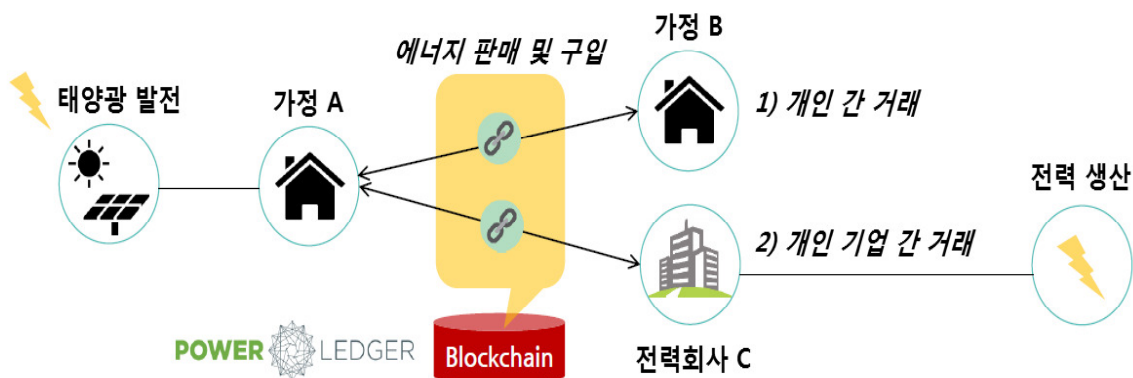 에너지 판매 및 구입
가정 B
태양광 발전
가정 A
1) 개인 간 거래
전력 생산
2) 개인 기업 간 거래
POWER LEDGER
Blockchain
전력회사 C